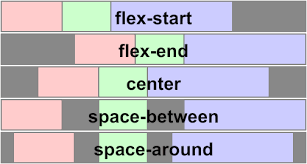 flex-start
flex-end
center
space-between
space-around